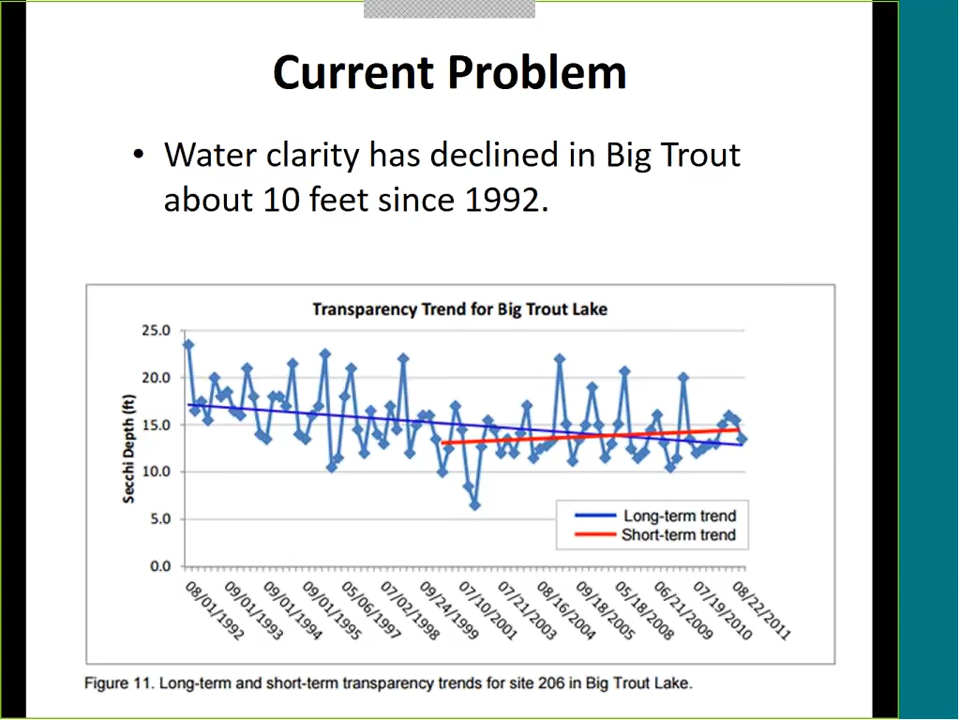 Current Problem
• Water clarity has declined in Big Trout
about 10 feet since 1992.
Transparency Trend for Big Trout Lake
25.0
20.0
15.0
10.0
5.0
0.0
Secchi Depth (ft)
Long-term trend
Short-term trend
08/01/1992
09/01/1993
09/01/1994
09/01/1995
05/06/1997
07/02/1998
09/24/1999
07/10/2001
07/21/2003
08/16/2004
09/18/2005
05/18/2008
06/21/2009
07/19/2010
08/22/2011
Figure 11. Long-term and short-term transparency trends for site 206 in Big Trout Lake.